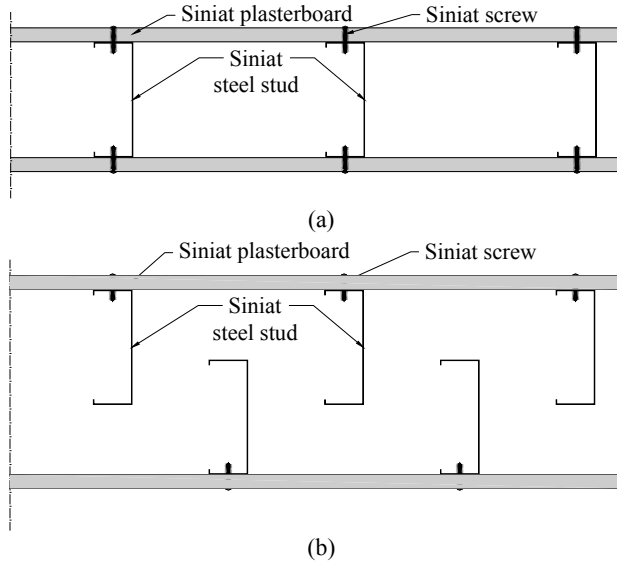 Siniat plasterboard
Siniat screw
Siniat
steel stud
(a)
Siniat plasterboard
Siniat screw
Siniat
steel stud
(b)